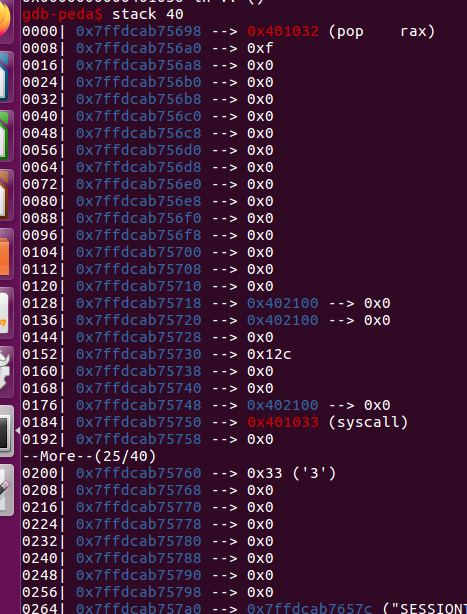 gdb-peda$ stack 40
0000| 0x7ffdcab75698 --> 0x401032 (pop    rax)
0008| 0x7ffdcab756a0 --> 0xf
0016| 0x7ffdcab756a8 --> 0x0
0024| 0x7ffdcab756b0 --> 0x0
0032| 0x7ffdcab756b8 --> 0x0
0040| 0x7ffdcab756c0 --> 0x0
0048| 0x7ffdcab756c8 --> 0x0
0056| 0x7ffdcab756d0 --> 0x0
0064| 0x7ffdcab756d8 --> 0x0
0072| 0x7ffdcab756e0 --> 0x0
0080| 0x7ffdcab756e8 --> 0x0
0088| 0x7ffdcab756f0 --> 0x0
0096| 0x7ffdcab756f8 --> 0x0
0104| 0x7ffdcab75700 --> 0x0
0112| 0x7ffdcab75708 --> 0x0
0120| 0x7ffdcab75710 --> 0x0
0128| 0x7ffdcab75718 --> 0x402100 --> 0x0
0136| 0x7ffdcab75720 --> 0x402100 --> 0x0
0144| 0x7ffdcab75728 --> 0x0
0152| 0x7ffdcab75730 --> 0x12c
0160| 0x7ffdcab75738 --> 0x0
0168| 0x7ffdcab75740 --> 0x0
0176| 0x7ffdcab75748 --> 0x402100 --> 0x0
0184| 0x7ffdcab75750 --> 0x401033 (syscall)
0192| 0x7ffdcab75758 --> 0x0
--More--(25/40)
0200| 0x7ffdcab75760 --> 0x33 ('3')
0208| 0x7ffdcab75768 --> 0x0
0216| 0x7ffdcab75770 --> 0x0
0224| 0x7ffdcab75778 --> 0x0
0232| 0x7ffdcab75780 --> 0x0
0240| 0x7ffdcab75788 --> 0x0
0248| 0x7ffdcab75790 --> 0x0
0256| 0x7ffdcab75798 --> 0x0
0264| 0x7ffdcab757a0 --> 0x7ffdcab7657c ("SESSION